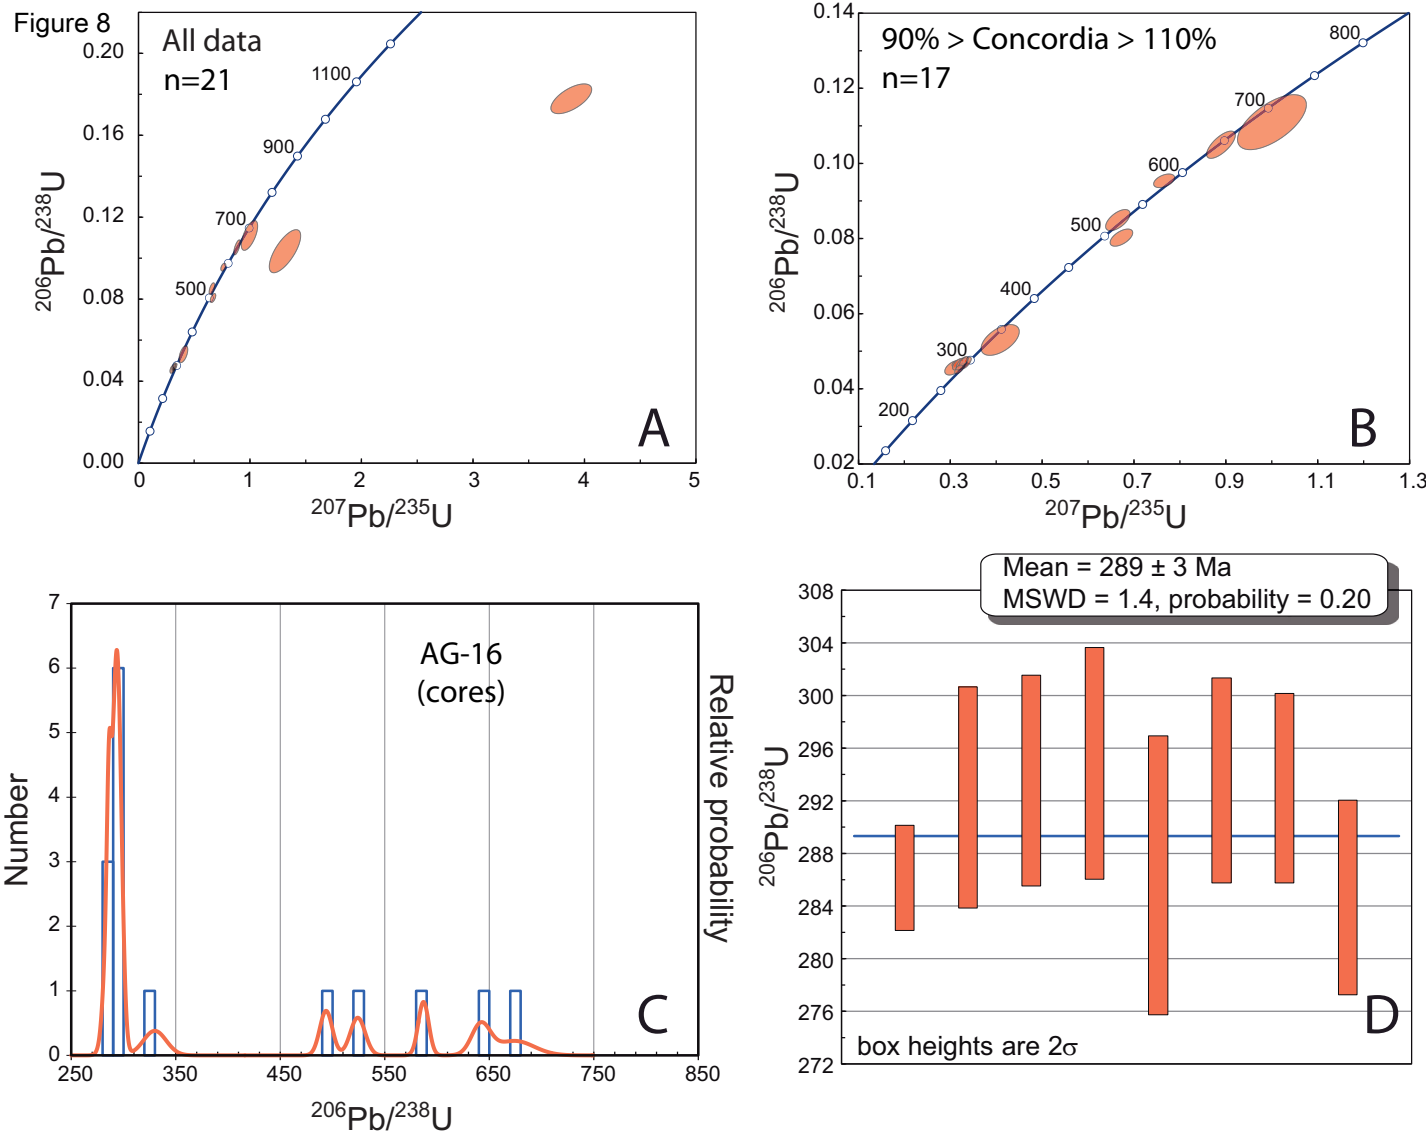 Figure 8
All data
n=21
0.20
0.16
0.12
0.08
0.04
0.00
1100
900
700
500
0 1 2 3 4 5
206Pb/238U
207Pb/235U
A
90% > Concordia > 110%
n=17
0.14
0.12
0.10
0.08
0.06
0.04
0.02
800
700
600
500
400
300
200
0.1 0.3 0.5 0.7 0.9 1.1 1.3
206Pb/238U
207Pb/235U
B
AG-16
(cores)
7
6
5
4
3
2
1
0
250 350 450 550 650 750 850
Number
Relative probability
206Pb/238U
C
Mean = 289 ± 3 Ma
MSWD = 1.4, probability = 0.20
308
304
300
296
292
288
284
280
276
272
206Pb/238U
box heights are 2σ
D